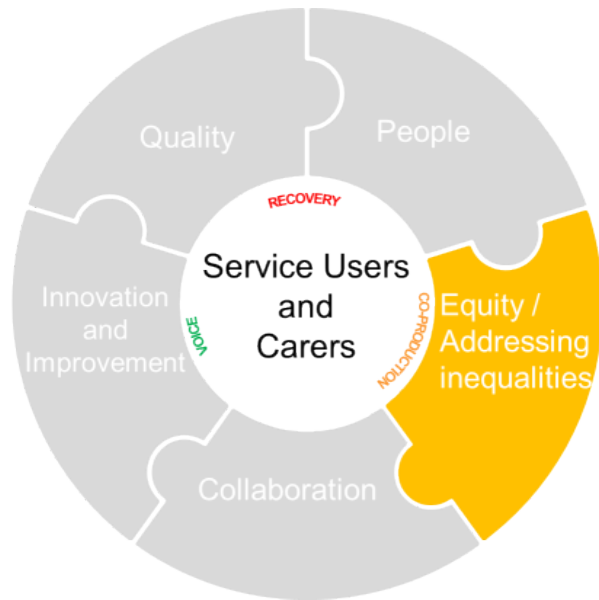 Quality
People
RECOVERY
Service Users
and
Carers
VOICE
CO-PRODUCTION
Innovation
and
Improvement
Equity /
Addressing
inequalities
Collaboration